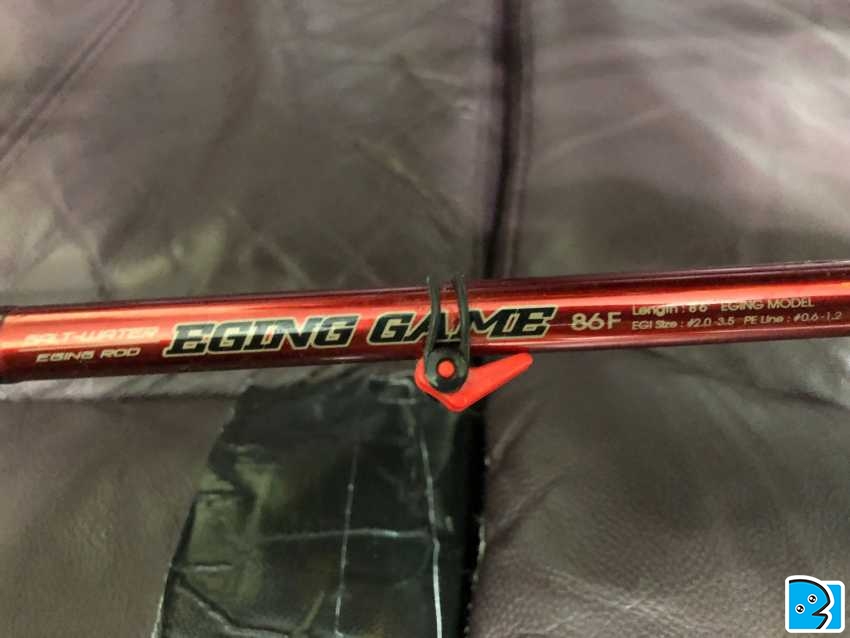 SALT-WATER
EGING ROD
EGING GAME
86F
Length : 8'6" EGING MODEL
EGI Size : #2.0-3.5 PE Line : #0.6-1.2